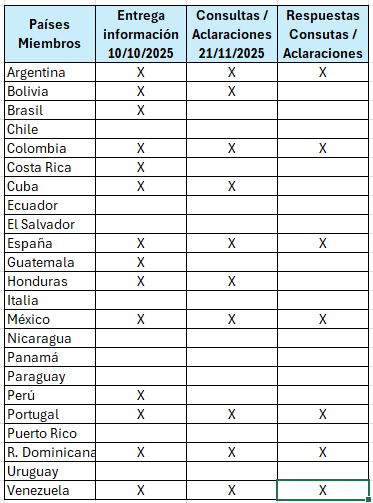 Países Miembros | Entrega información 10/10/2025 | Consultas / Aclaraciones 21/11/2025 | Respuestas Consutas / Aclaraciones
Argentina X X X
Bolivia X X
Brasil X
Chile
Colombia X X X
Costa Rica X
Cuba X X
Ecuador
El Salvador
España X X X
Guatemala X
Honduras X X
Italia
México X X X
Nicaragua
Panamá
Paraguay
Perú X
Portugal X X X
Puerto Rico
R. Dominicana X X X
Uruguay
Venezuela X X X